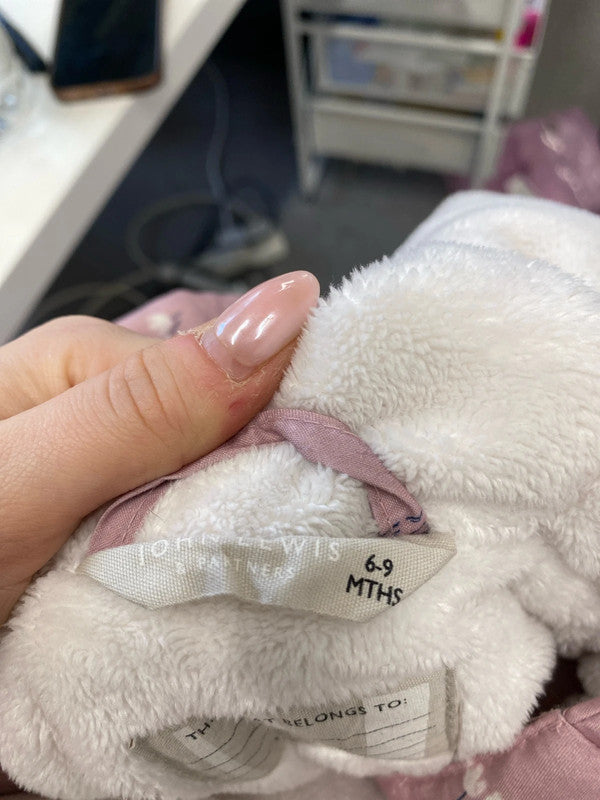 JOHN LEWIS
& PARTNERS
6-9
MTHS
BELONGS TO: